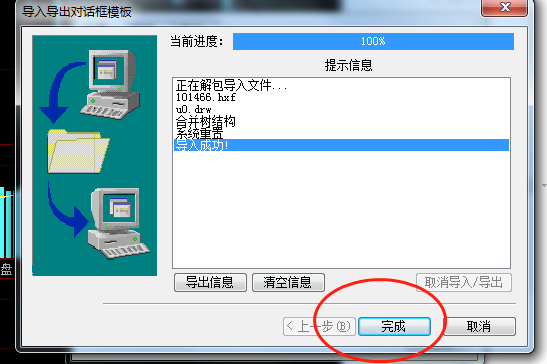 导入导出对话框模板
当前进度:
100%
提示信息
正在解包导入文件...
101466.hxf
u0.drw
合并树结构
系统重置
导入成功!
盘
导出信息
清空信息
取消导入/导出
<上一步(B)
完成
取消